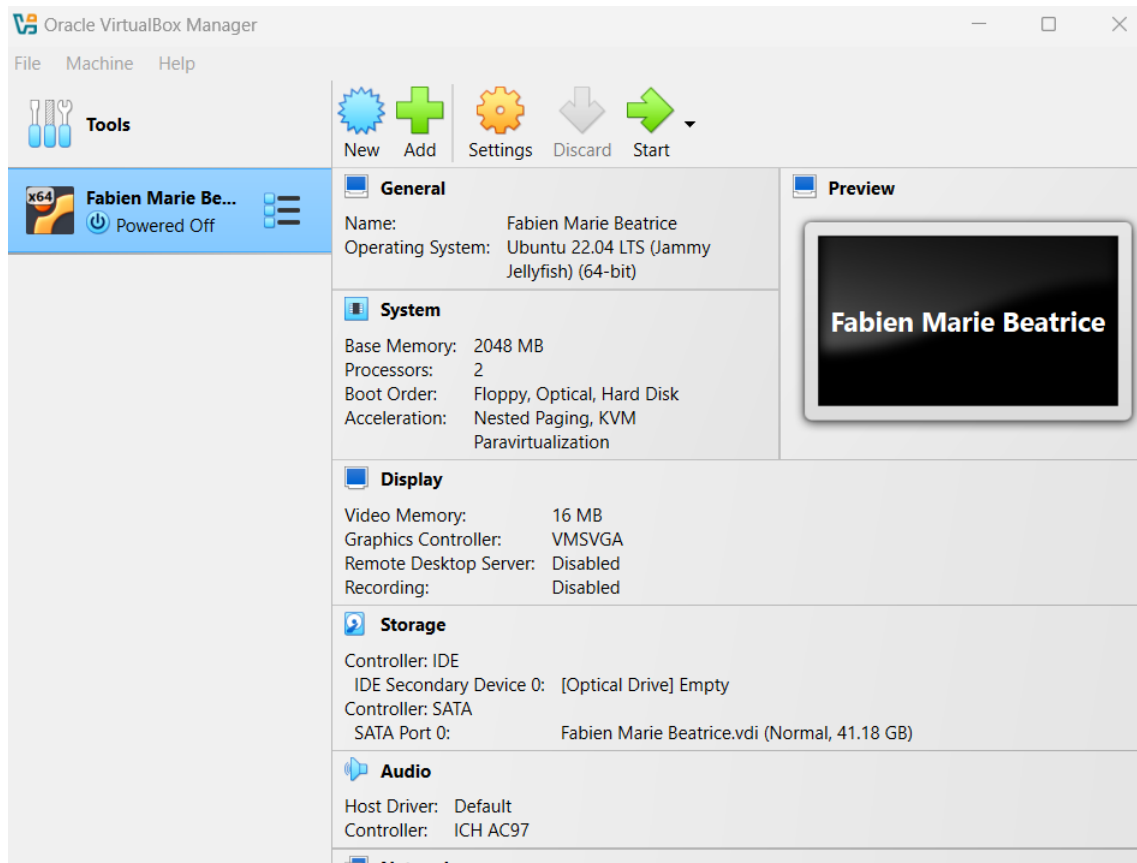 Oracle VirtualBox Manager
File Machine Help
Tools
New Add Settings Discard Start
x64
Fabien Marie Be...
Powered Off
General
Name: Fabien Marie Beatrice
Operating System: Ubuntu 22.04 LTS (Jammy
Jellyfish) (64-bit)
Preview
Fabien Marie Beatrice
System
Base Memory: 2048 MB
Processors: 2
Boot Order: Floppy, Optical, Hard Disk
Acceleration: Nested Paging, KVM
Paravirtualization
Display
Video Memory: 16 MB
Graphics Controller: VMSVGA
Remote Desktop Server: Disabled
Recording: Disabled
Storage
Controller: IDE
IDE Secondary Device 0: [Optical Drive] Empty
Controller: SATA
SATA Port 0: Fabien Marie Beatrice.vdi (Normal, 41.18 GB)
Audio
Host Driver: Default
Controller: ICH AC97